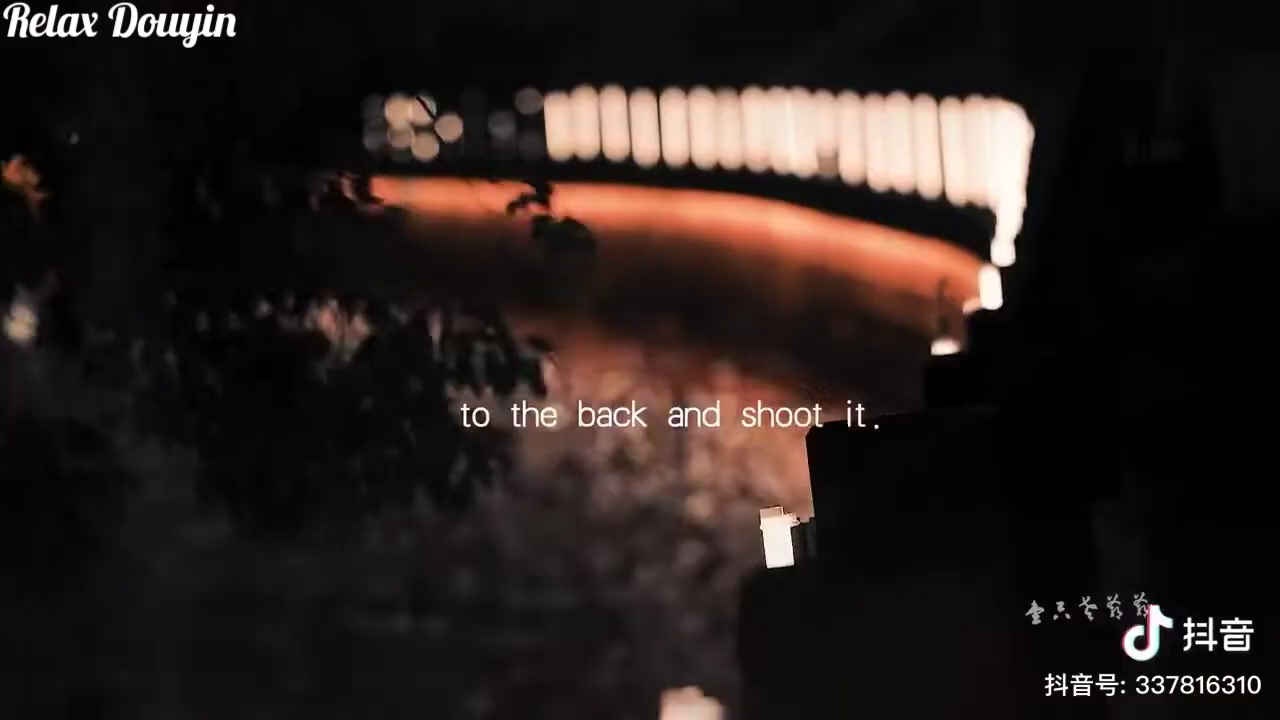 Relax Douyin
to the back and shoot it.
抖音
抖音号: 337816310